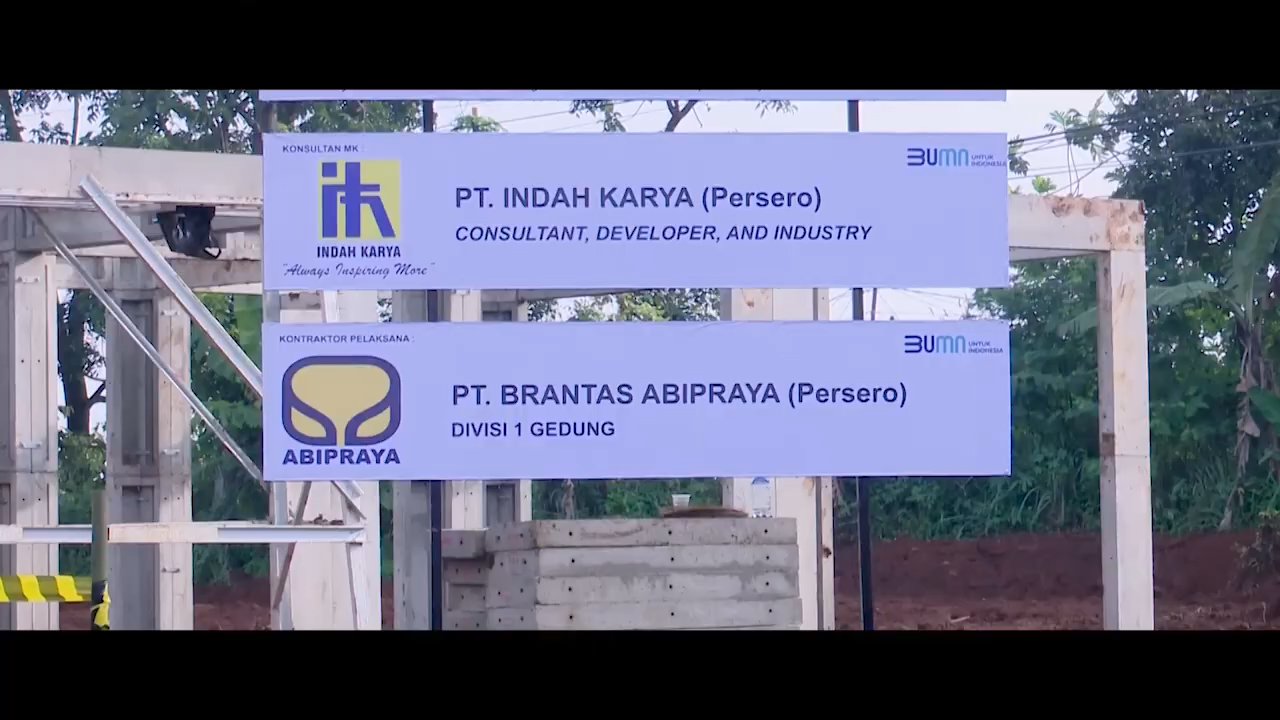 KONSULTAN MK :
BUMN UNTUK INDONESIA
ik
INDAH KARYA
"Always Inspiring More"
PT. INDAH KARYA (Persero)
CONSULTANT, DEVELOPER, AND INDUSTRY
KONTRAKTOR PELAKSANA :
BUMN UNTUK INDONESIA
ABIPRAYA
PT. BRANTAS ABIPRAYA (Persero)
DIVISI 1 GEDUNG